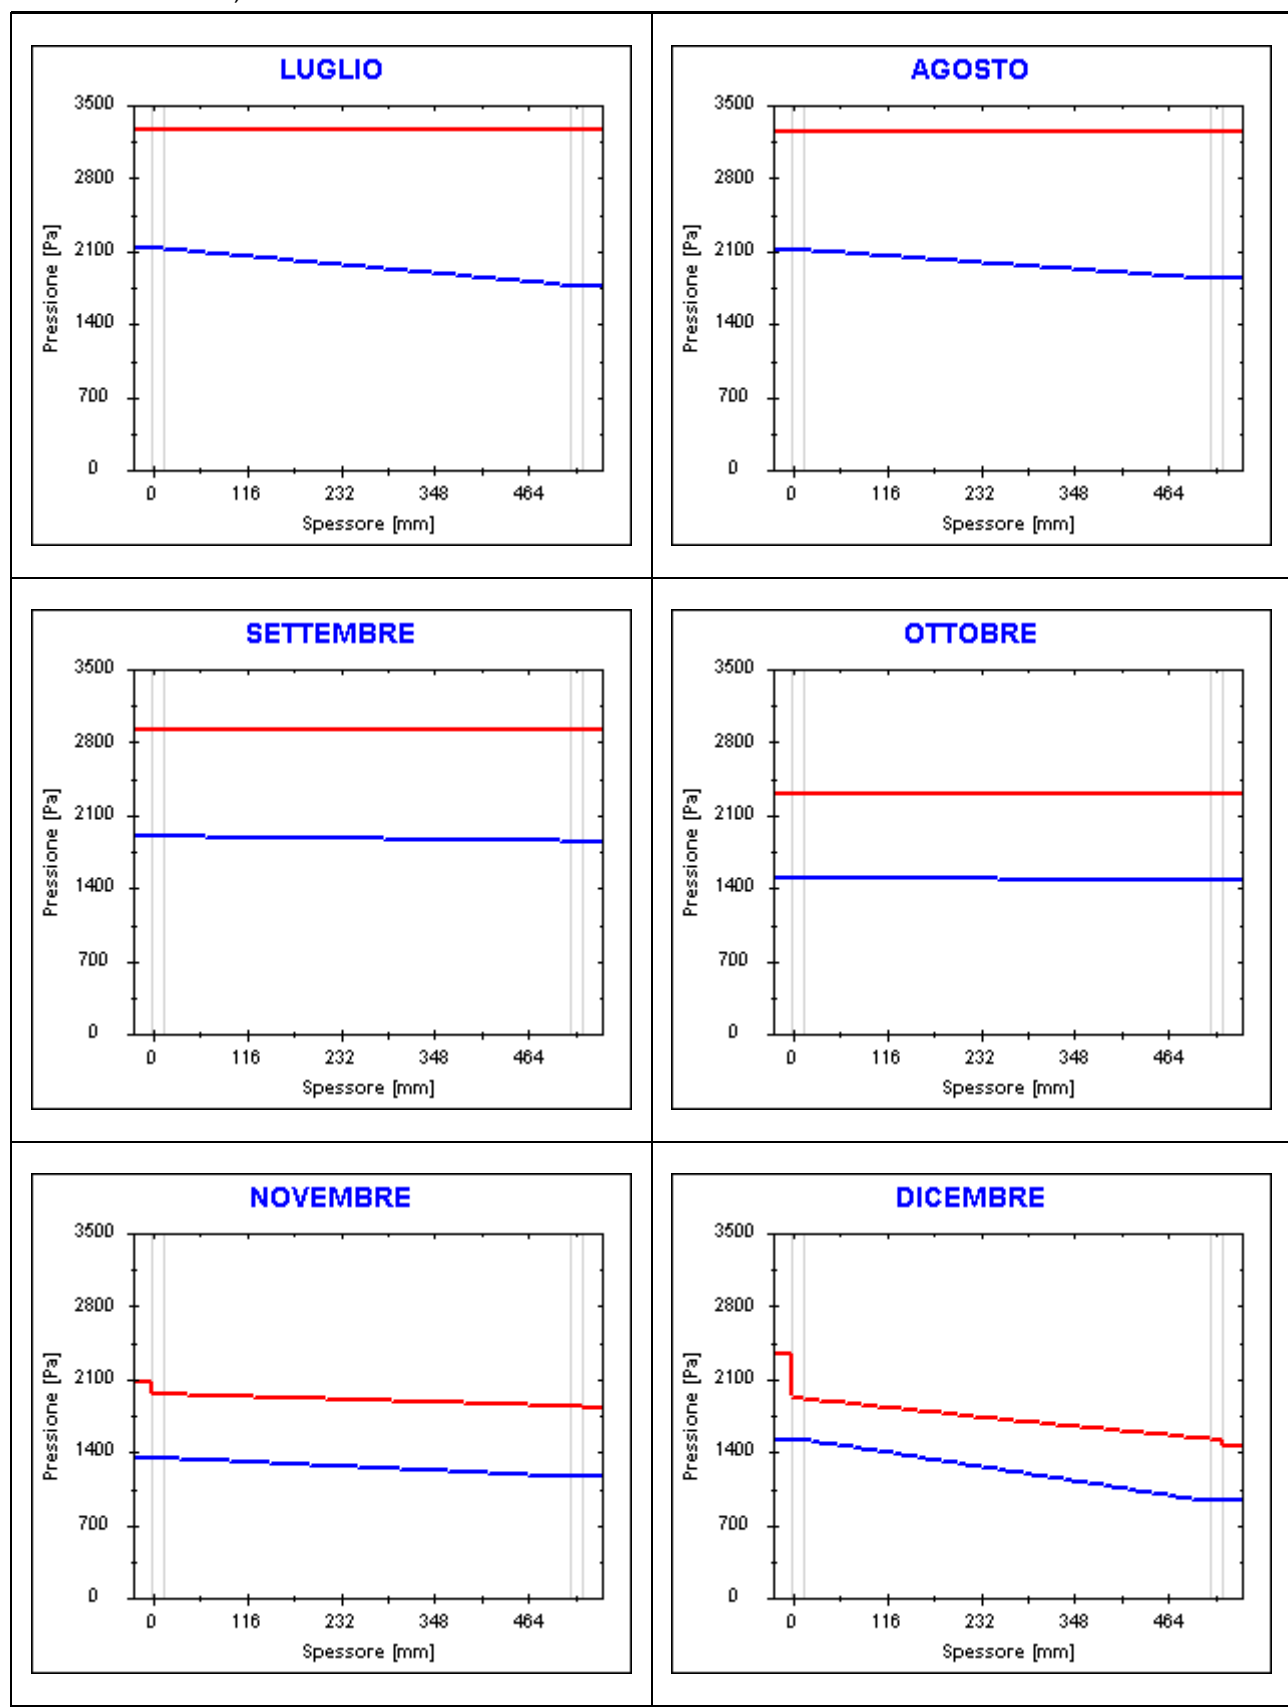 LUGLIO
3500
2800
2100
1400
700
0
Pressione [Pa]
0 116 232 348 464
Spessore [mm]
AGOSTO
3500
2800
2100
1400
700
0
Pressione [Pa]
0 116 232 348 464
Spessore [mm]
SETTEMBRE
3500
2800
2100
1400
700
0
Pressione [Pa]
0 116 232 348 464
Spessore [mm]
OTTOBRE
3500
2800
2100
1400
700
0
Pressione [Pa]
0 116 232 348 464
Spessore [mm]
NOVEMBRE
3500
2800
2100
1400
700
0
Pressione [Pa]
0 116 232 348 464
Spessore [mm]
DICEMBRE
3500
2800
2100
1400
700
0
Pressione [Pa]
0 116 232 348 464
Spessore [mm]